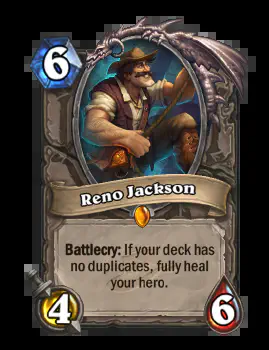 6
Reno Jackson
Battlecry: If your deck has
no duplicates, fully heal
your hero.
4
6